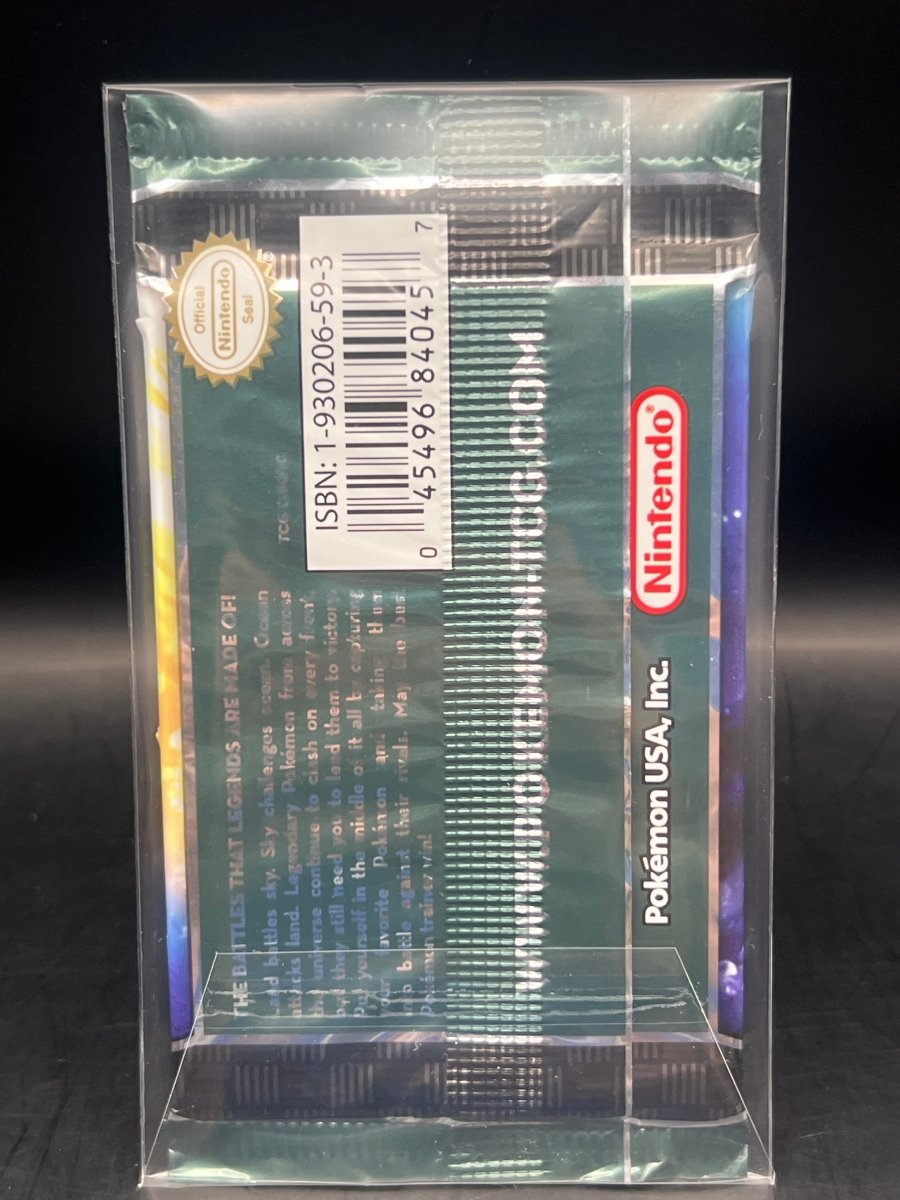 Official
Nintendo
Seal
ISBN: 1-930206-59-3
0 45496 84045 7
THE BATTLES THAT LEGENDS ARE MADE OF!
Land battles sky. Sky challenges ocean. Ocean
attacks land. Legendary Pokémon from across
the universe continue to clash on every front,
but they still need you to lead them to victory.
Put yourself in the middle of it all by capturing
your favorite Pokémon and taking them
into battle against their rivals. May the best
Pokémon trainer win!
WWW.POKEMON-TCG.COM
Nintendo®
Pokémon USA, Inc.